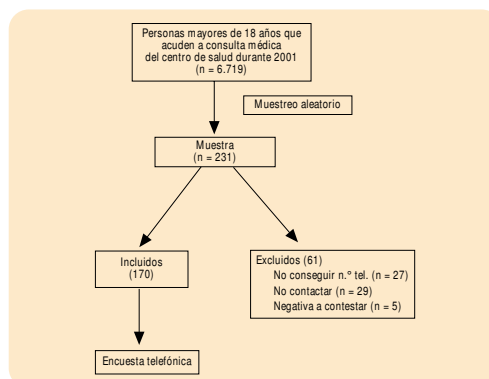 Personas mayores de 18 años que
acuden a consulta médica
del centro de salud durante 2001
(n = 6.719)
Muestreo aleatorio
Muestra
(n = 231)
Incluidos
(170)
Excluidos (61)
No conseguir n.º tel. (n = 27)
No contactar (n = 29)
Negativa a contestar (n = 5)
Encuesta telefónica